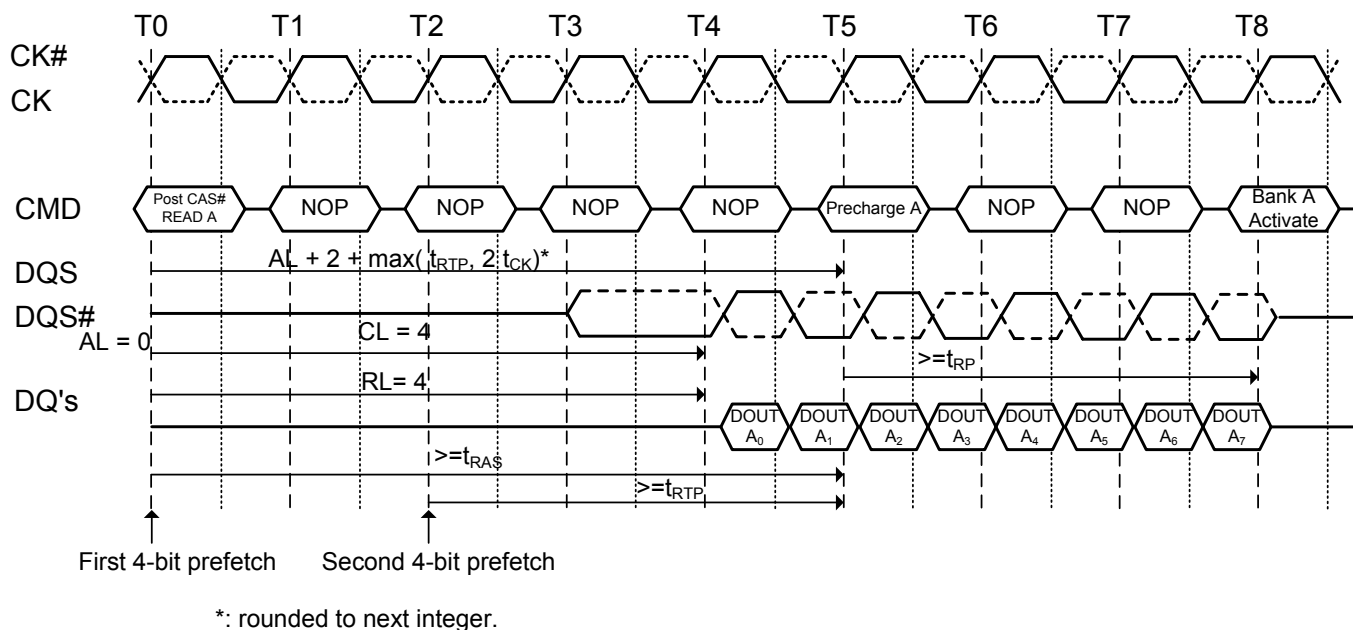 T0 T1 T2 T3 T4 T5 T6 T7 T8
CK#
CK
CMD
Post CAS#
READ A
NOP
NOP
NOP
NOP
Precharge A
NOP
NOP
Bank A
Activate
DQS
AL + 2 + max( tRTP, 2 tCK)*
DQS#
AL = 0
CL = 4
>=tRP
RL= 4
DQ's
DOUT A0
DOUT A1
DOUT A2
DOUT A3
DOUT A4
DOUT A5
DOUT A6
DOUT A7
>=tRAS
>=tRTP
First 4-bit prefetch
Second 4-bit prefetch
*: rounded to next integer.